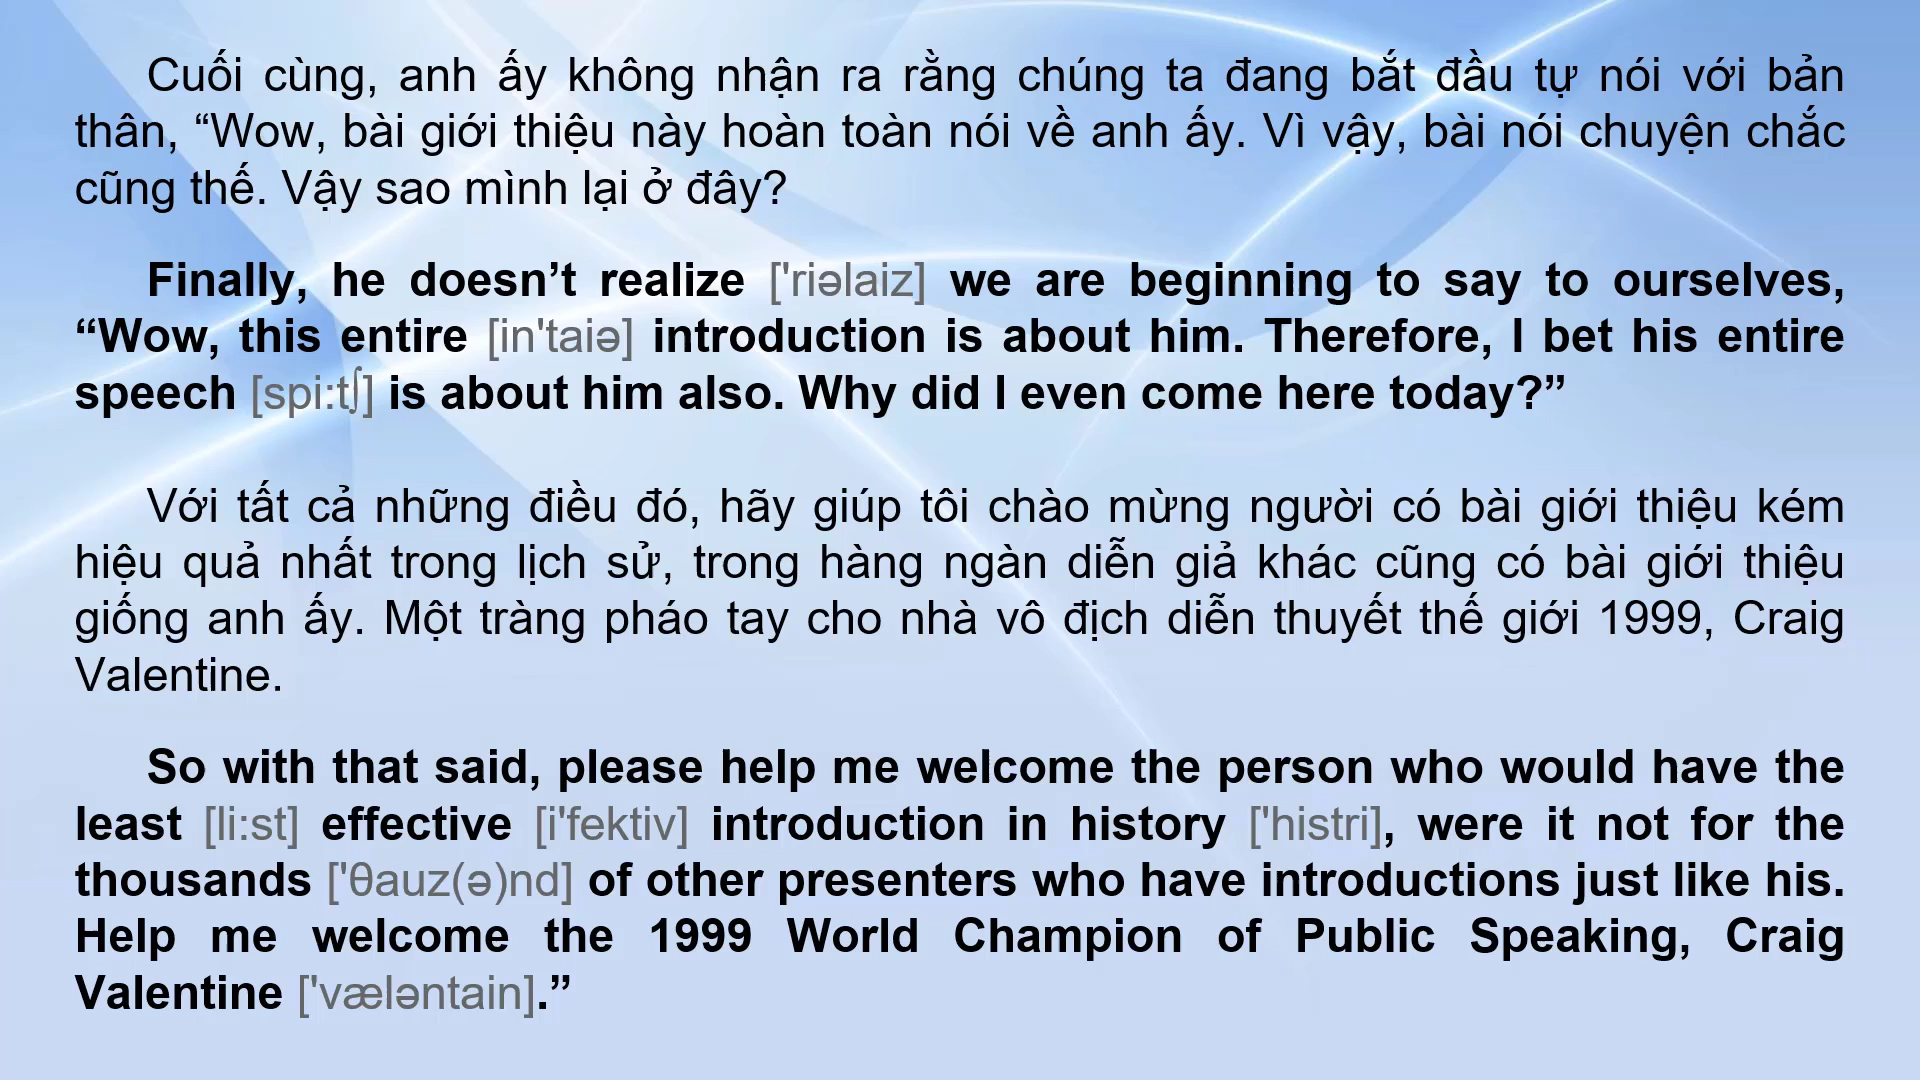 Cuối cùng, anh ấy không nhận ra rằng chúng ta đang bắt đầu tự nói với bản
thân, “Wow, bài giới thiệu này hoàn toàn nói về anh ấy. Vì vậy, bài nói chuyện chắc
cũng thế. Vậy sao mình lại ở đây?
Finally, he doesn’t realize ['riəlaiz] we are beginning to say to ourselves,
“Wow, this entire [in'taiə] introduction is about him. Therefore, I bet his entire
speech [spi:t∫] is about him also. Why did I even come here today?”
Với tất cả những điều đó, hãy giúp tôi chào mừng người có bài giới thiệu kém
hiệu quả nhất trong lịch sử, trong hàng ngàn diễn giả khác cũng có bài giới thiệu
giống anh ấy. Một tràng pháo tay cho nhà vô địch diễn thuyết thế giới 1999, Craig
Valentine.
So with that said, please help me welcome the person who would have the
least [li:st] effective [i'fektiv] introduction in history ['histri], were it not for the
thousands ['θauz(ə)nd] of other presenters who have introductions just like his.
Help me welcome the 1999 World Champion of Public Speaking, Craig
Valentine ['væləntain].”